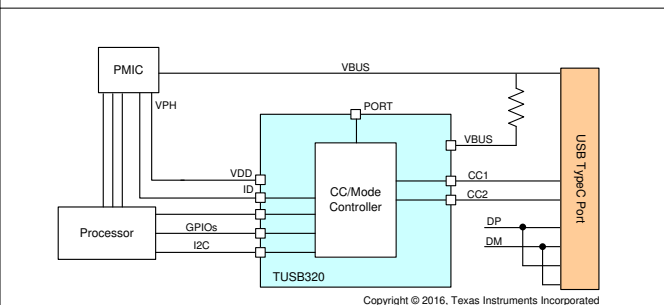 PMIC
VBUS
VPH
PORT
VBUS
VDD
ID
CC1
CC2
CC/Mode
Controller
USB TypeC Port
Processor
GPIOs
I2C
DP
DM
TUSB320
Copyright © 2016, Texas Instruments Incorporated